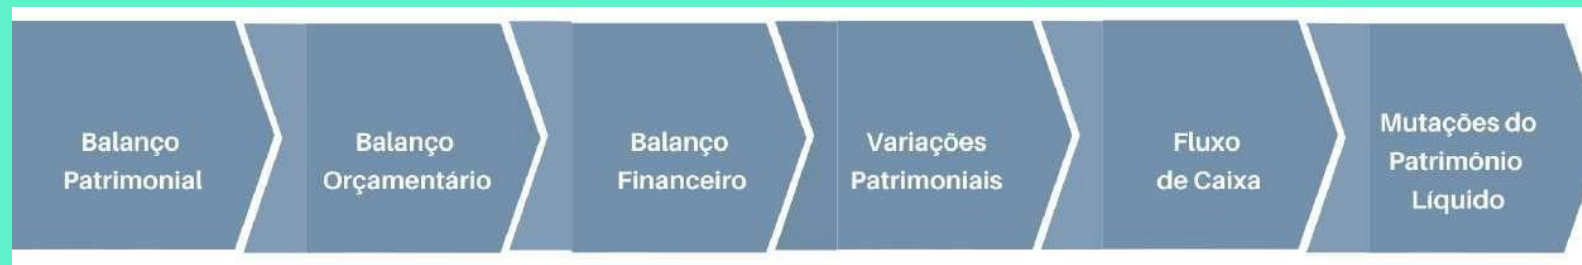 Balanço
Patrimonial
Balanço
Orçamentário
Balanço
Financeiro
Variações
Patrimoniais
Fluxo
de Caixa
Mutações do
Patrimônio
Líquido